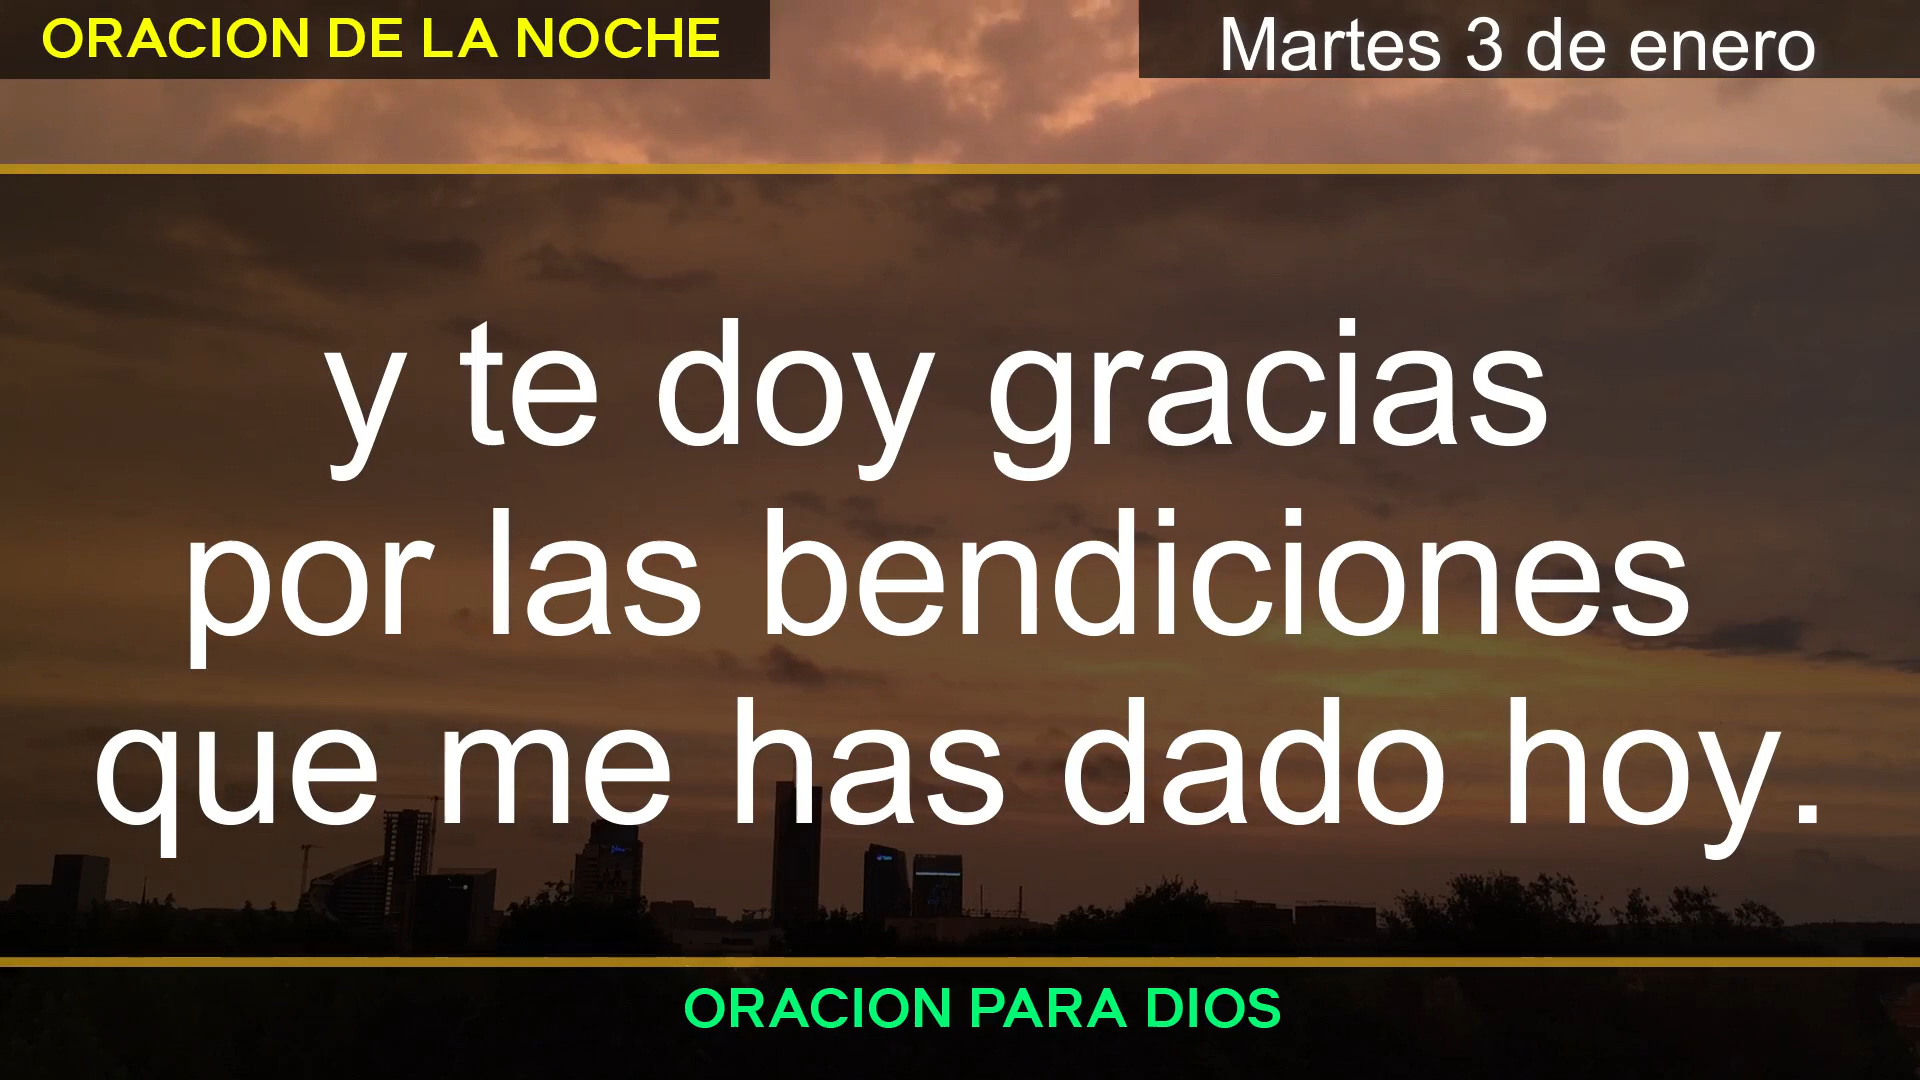 ORACION DE LA NOCHE
Martes 3 de enero
y te doy gracias
por las bendiciones
que me has dado hoy.
ORACION PARA DIOS